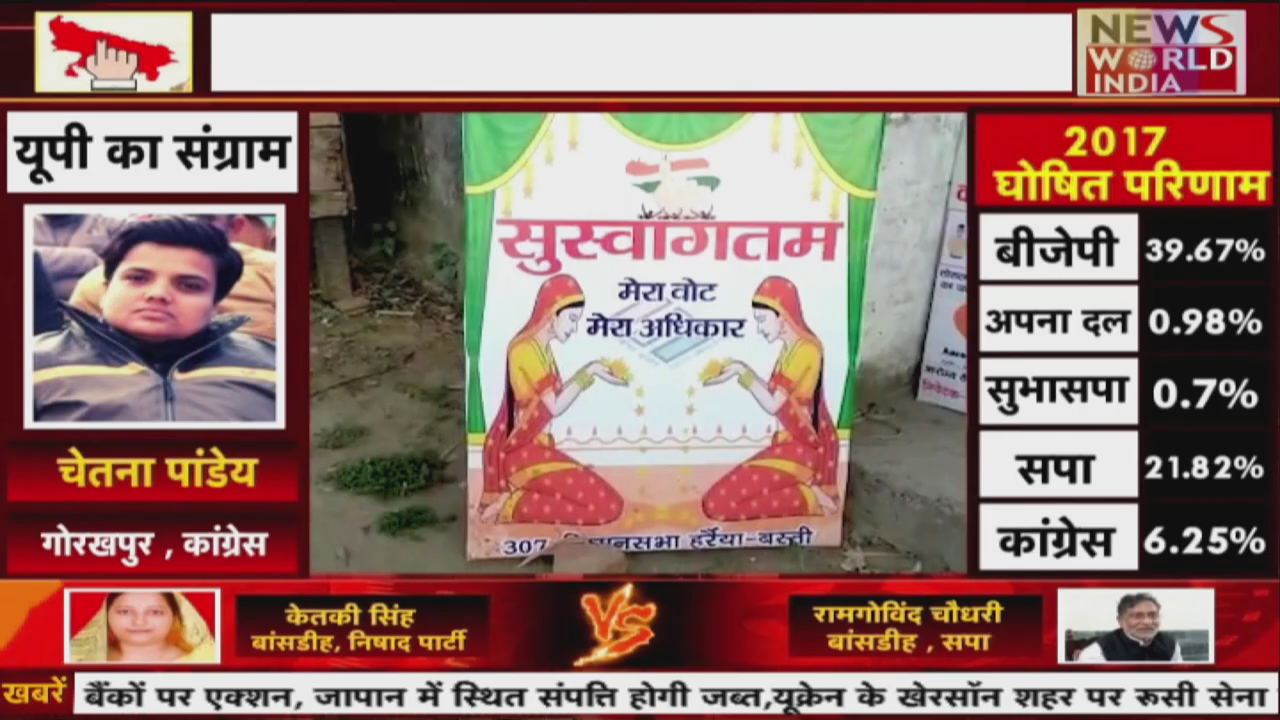 NEWS
WORLD
INDIA
यूपी का संग्राम
चेतना पांडेय
गोरखपुर , कांग्रेस
सुस्वागतम
मेरा वोट
मेरा अधिकार
307 हर्रैया-बस्ती
2017
घोषित परिणाम
बीजेपी 39.67%
अपना दल 0.98%
सुभासपा 0.7%
सपा 21.82%
कांग्रेस 6.25%
केतकी सिंह
बांसडीह, निषाद पार्टी
VS
रामगोविंद चौधरी
बांसडीह , सपा
खबरें बैंकों पर एक्शन, जापान में स्थित संपत्ति होगी जब्त,यूक्रेन के खेरसॉन शहर पर रूसी सेना